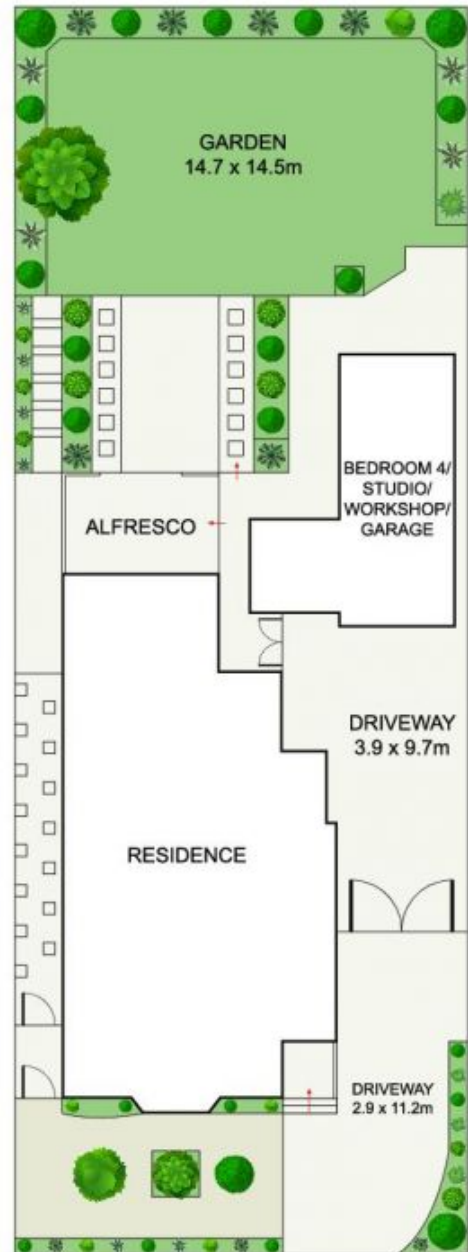 GARDEN
14.7 x 14.5m
BEDROOM 4/
STUDIO/
WORKSHOP/
GARAGE
ALFRESCO
DRIVEWAY
3.9 x 9.7m
RESIDENCE
DRIVEWAY
2.9 x 11.2m